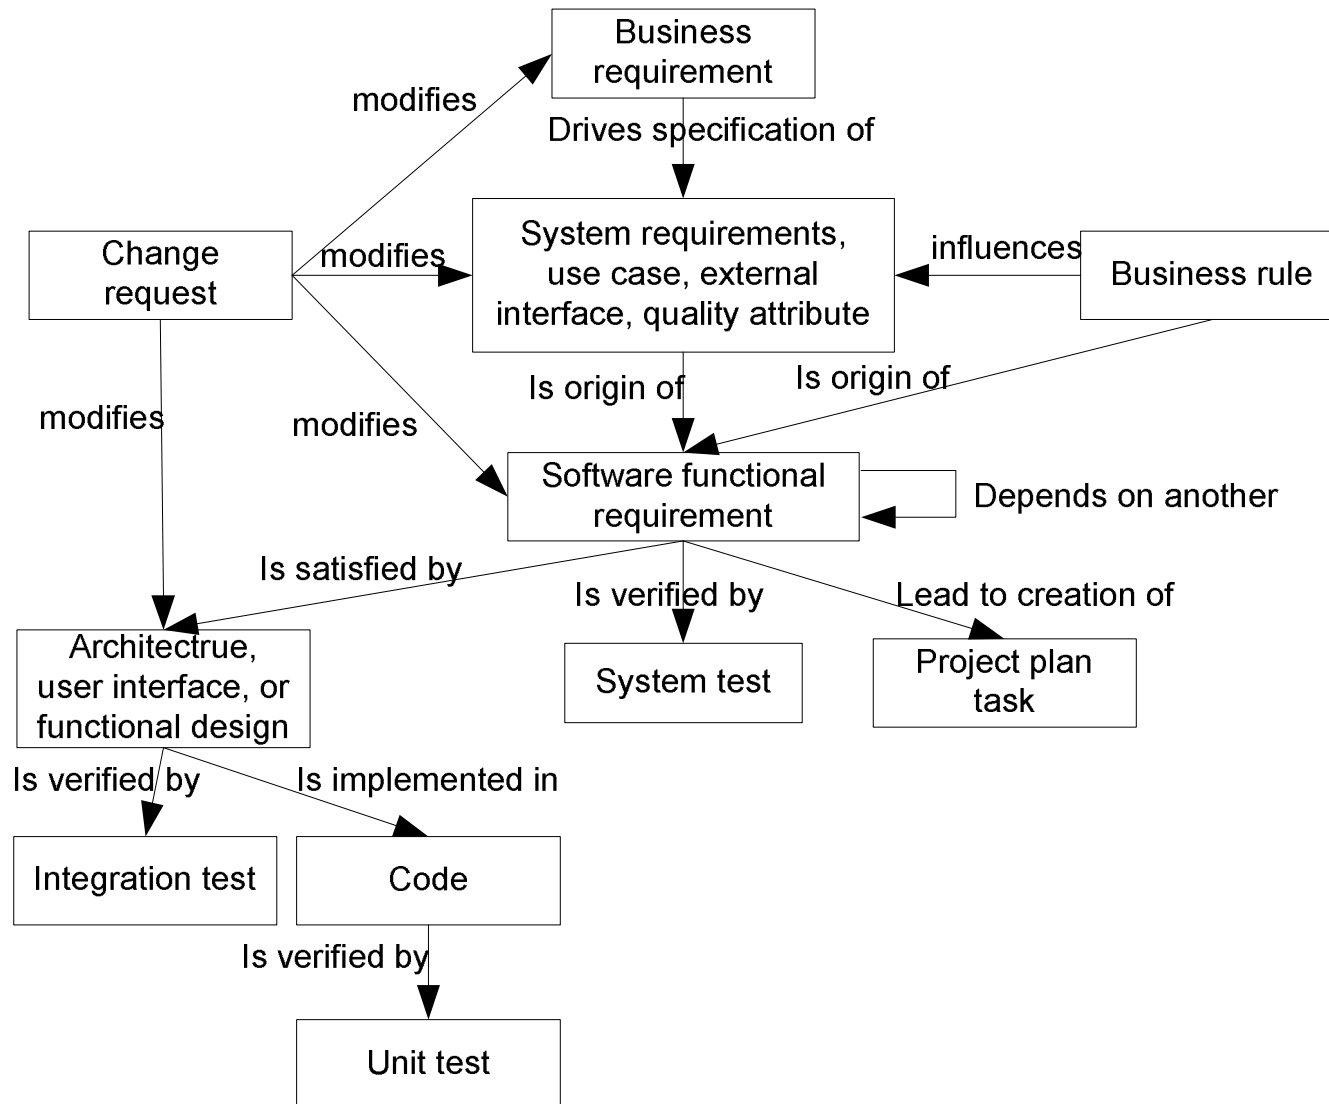 Business
requirement
modifies
Drives specification of
Change
request
modifies
System requirements,
use case, external
interface, quality attribute
influences
Business rule
modifies
modifies
Is origin of
Is origin of
Software functional
requirement
Depends on another
Is satisfied by
Is verified by
Lead to creation of
Architectrue,
user interface, or
functional design
System test
Project plan
task
Is verified by
Is implemented in
Integration test
Code
Is verified by
Unit test